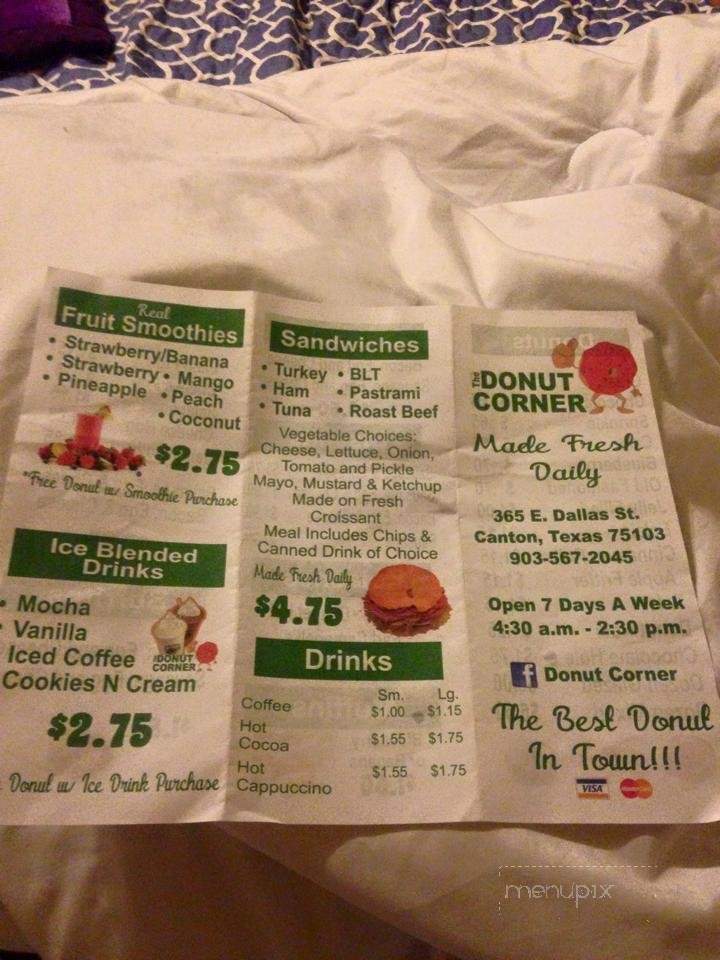 Real
Fruit Smoothies
• Strawberry/Banana
• Strawberry • Mango
• Pineapple • Peach
• Coconut
$2.75
*Free Donut w/ Smoothie Purchase
Ice Blended
Drinks
• Mocha
• Vanilla
Iced Coffee
Cookies N Cream
THE DONUT
CORNER
$2.75
Donut w/ Ice Drink Purchase
Sandwiches
• Turkey • BLT
• Ham • Pastrami
• Tuna • Roast Beef
Vegetable Choices:
Cheese, Lettuce, Onion,
Tomato and Pickle
Mayo, Mustard & Ketchup
Made on Fresh
Croissant
Meal Includes Chips &
Canned Drink of Choice
Made Fresh Daily
$4.75
Drinks
Sm. Lg.
Coffee $1.00 $1.15
Hot
Cocoa $1.55 $1.75
Hot
Cappuccino $1.55 $1.75
THE DONUT
CORNER
Made Fresh
Daily
365 E. Dallas St.
Canton, Texas 75103
903-567-2045
Open 7 Days A Week
4:30 a.m. - 2:30 p.m.
f Donut Corner
The Best Donut
In Town!!!
VISA MasterCard
menupix